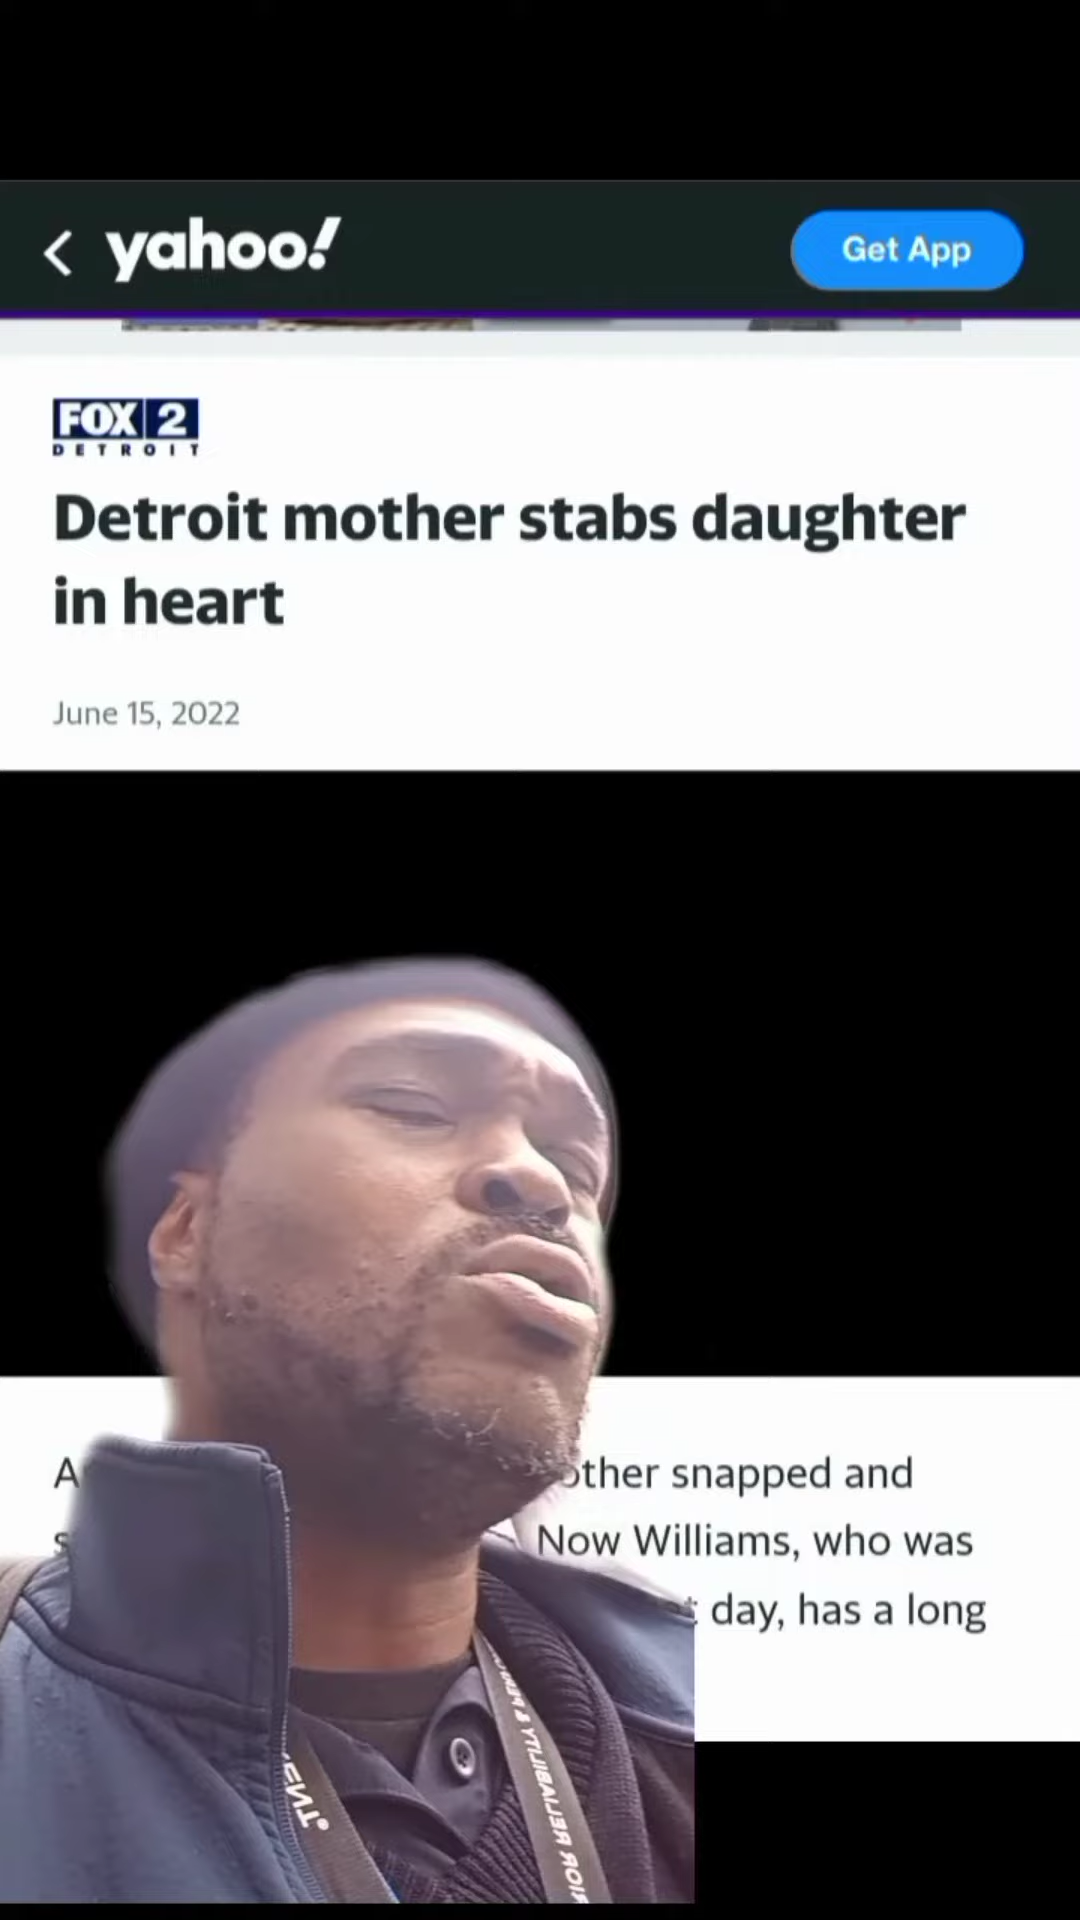 yahoo!
Get App
FOX 2
DETROIT
Detroit mother stabs daughter
in heart
June 15, 2022
A other snapped and
Now Williams, who was
day, has a long